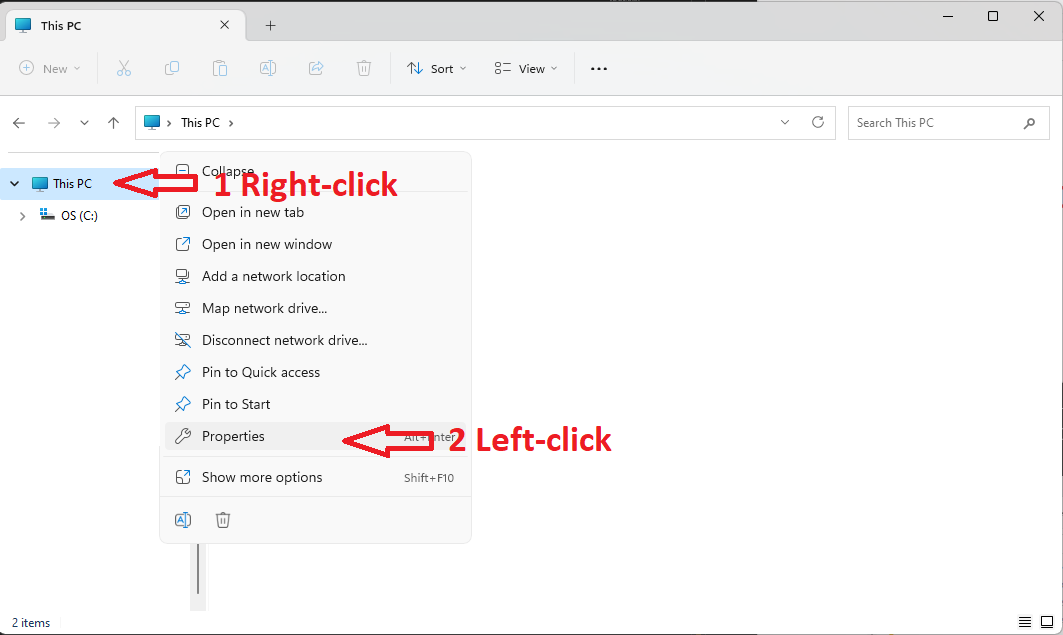 This PC
New
Sort
View
This PC
Search This PC
This PC
OS (C:)
Collapse
1 Right-click
Open in new tab
Open in new window
Add a network location
Map network drive...
Disconnect network drive...
Pin to Quick access
Pin to Start
Properties Alt+Enter
2 Left-click
Show more options Shift+F10
2 items